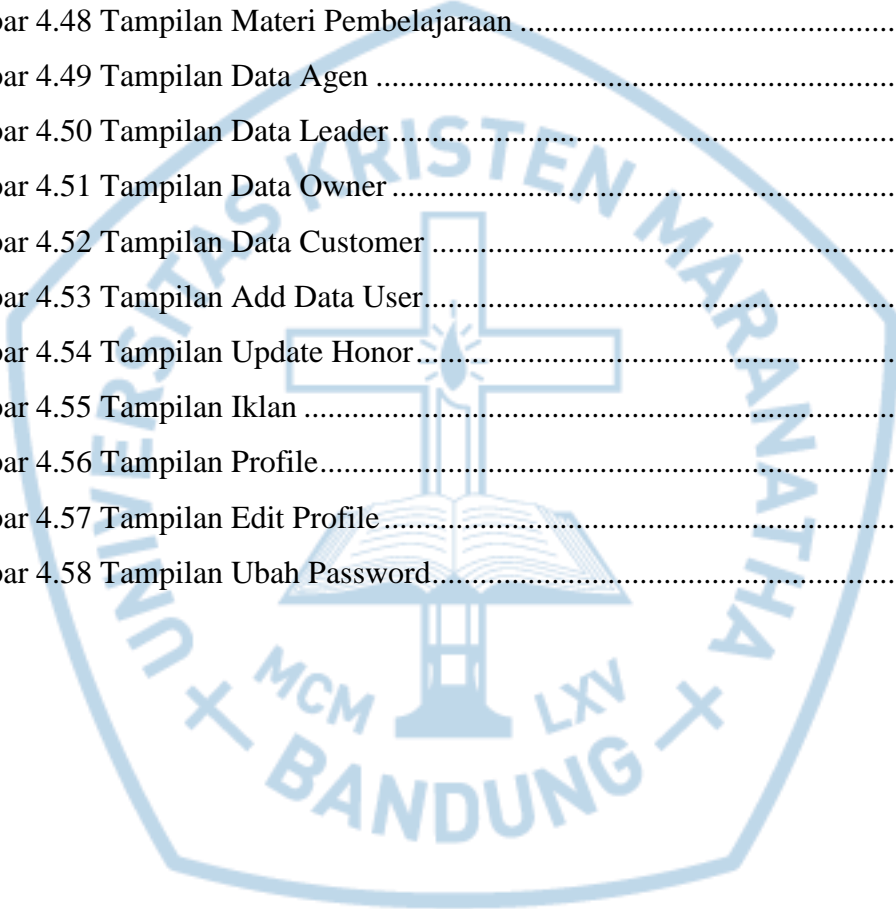 bar 4.48 Tampilan Materi Pembelajaraan ................................................
bar 4.49 Tampilan Data Agen ................................................................
bar 4.50 Tampilan Data Leader ..............................................................
bar 4.51 Tampilan Data Owner ..............................................................
bar 4.52 Tampilan Data Customer .........................................................
bar 4.53 Tampilan Add Data User..........................................................
bar 4.54 Tampilan Update Honor...........................................................
bar 4.55 Tampilan Iklan .........................................................................
bar 4.56 Tampilan Profile.......................................................................
bar 4.57 Tampilan Edit Profile ...............................................................
bar 4.58 Tampilan Ubah Password.........................................................
UNIVERSITAS KRISTEN MARANATHA
MCM LXV
BANDUNG